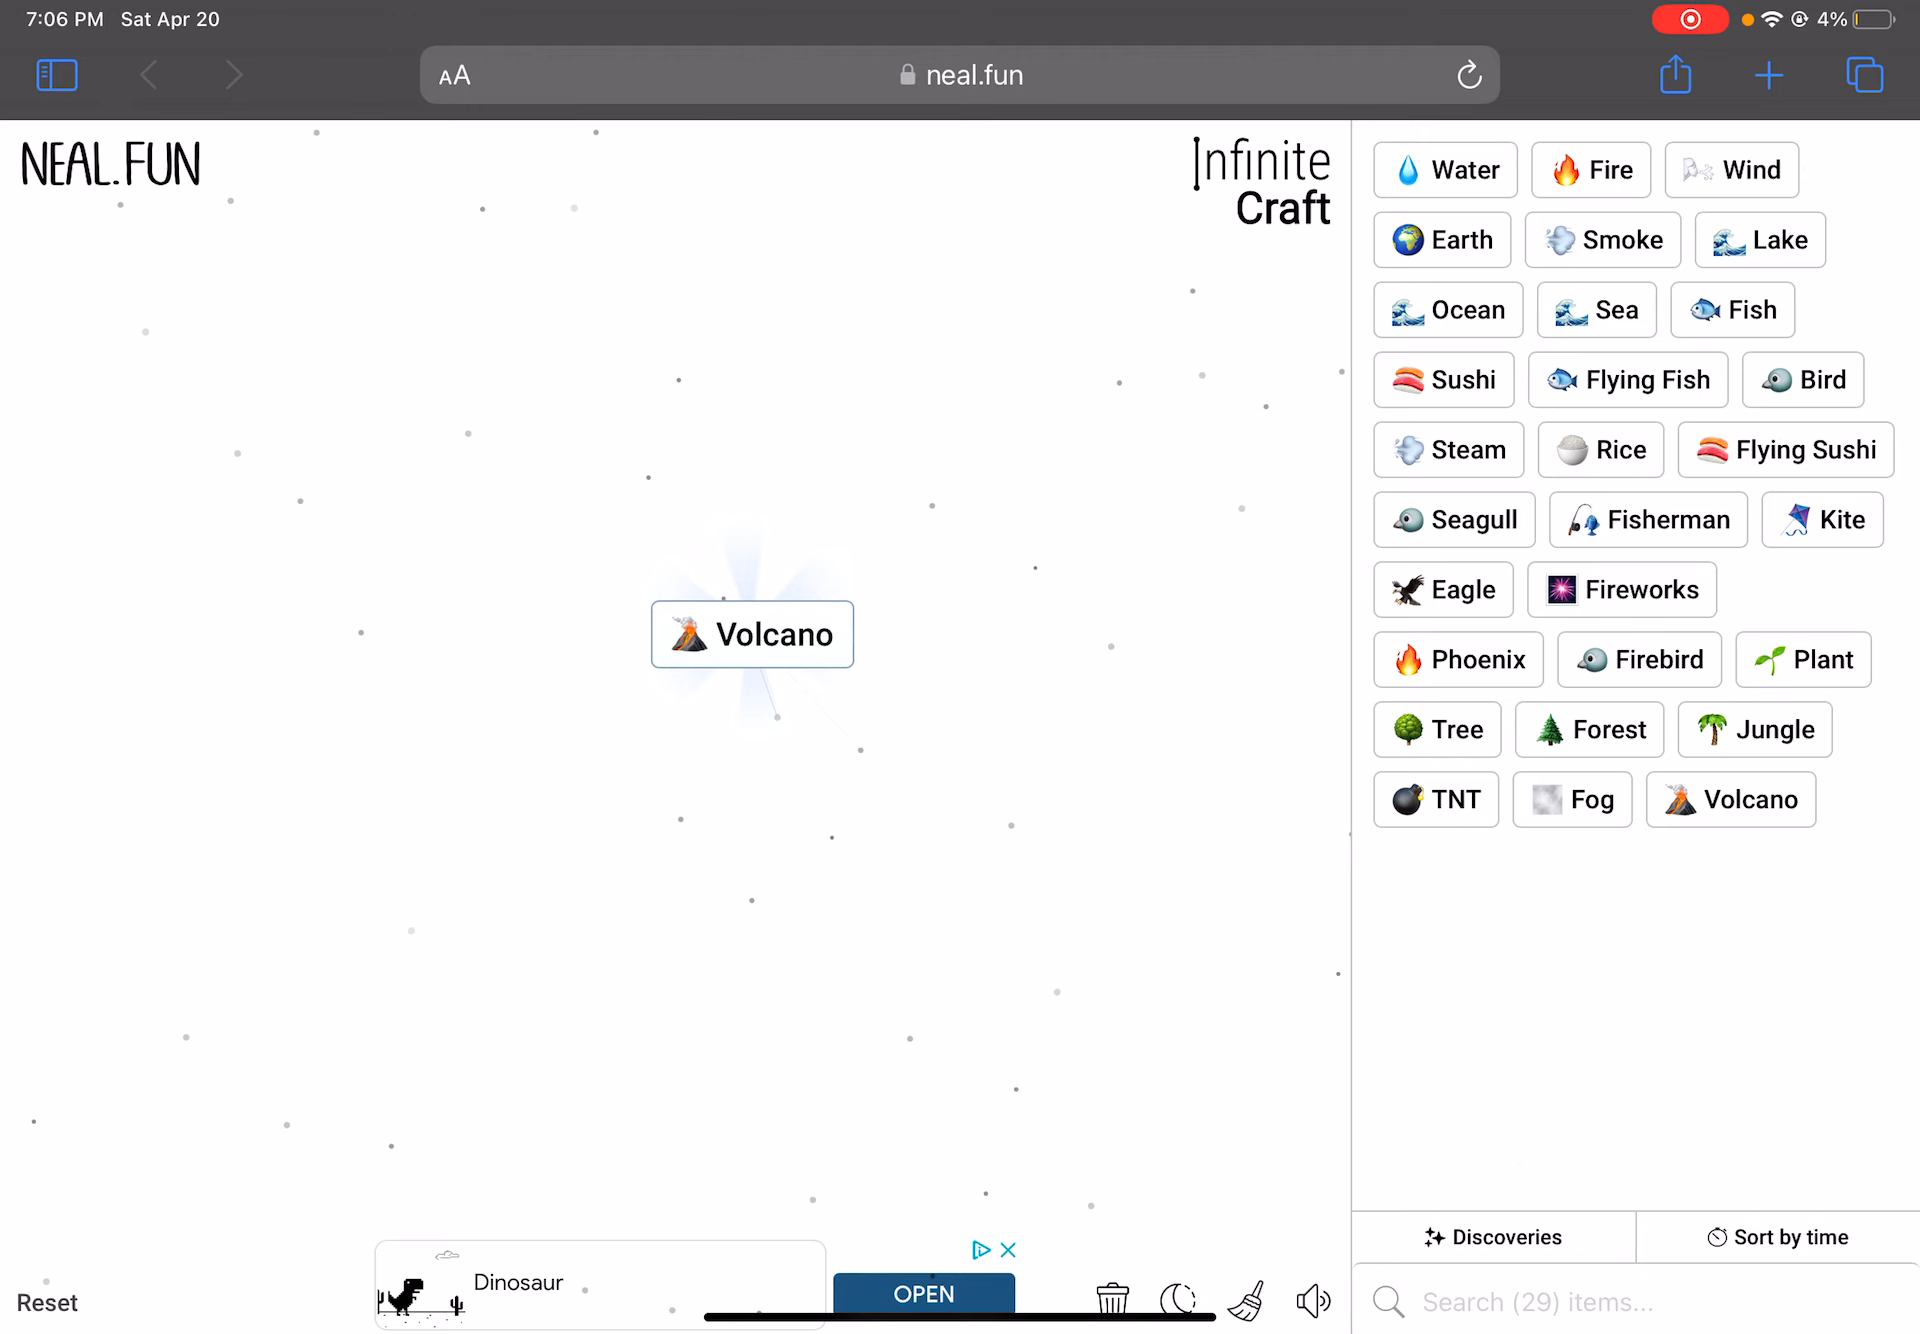 7:06 PM Sat Apr 20
4%
AA
neal.fun
NEAL.FUN
Infinite
Craft
Water Fire Wind
Earth Smoke Lake
Ocean Sea Fish
Sushi Flying Fish Bird
Steam Rice Flying Sushi
Seagull Fisherman Kite
Eagle Fireworks
Volcano
Phoenix Firebird Plant
Tree Forest Jungle
TNT Fog Volcano
Discoveries Sort by time
Dinosaur
OPEN
Reset
Search (29) items...